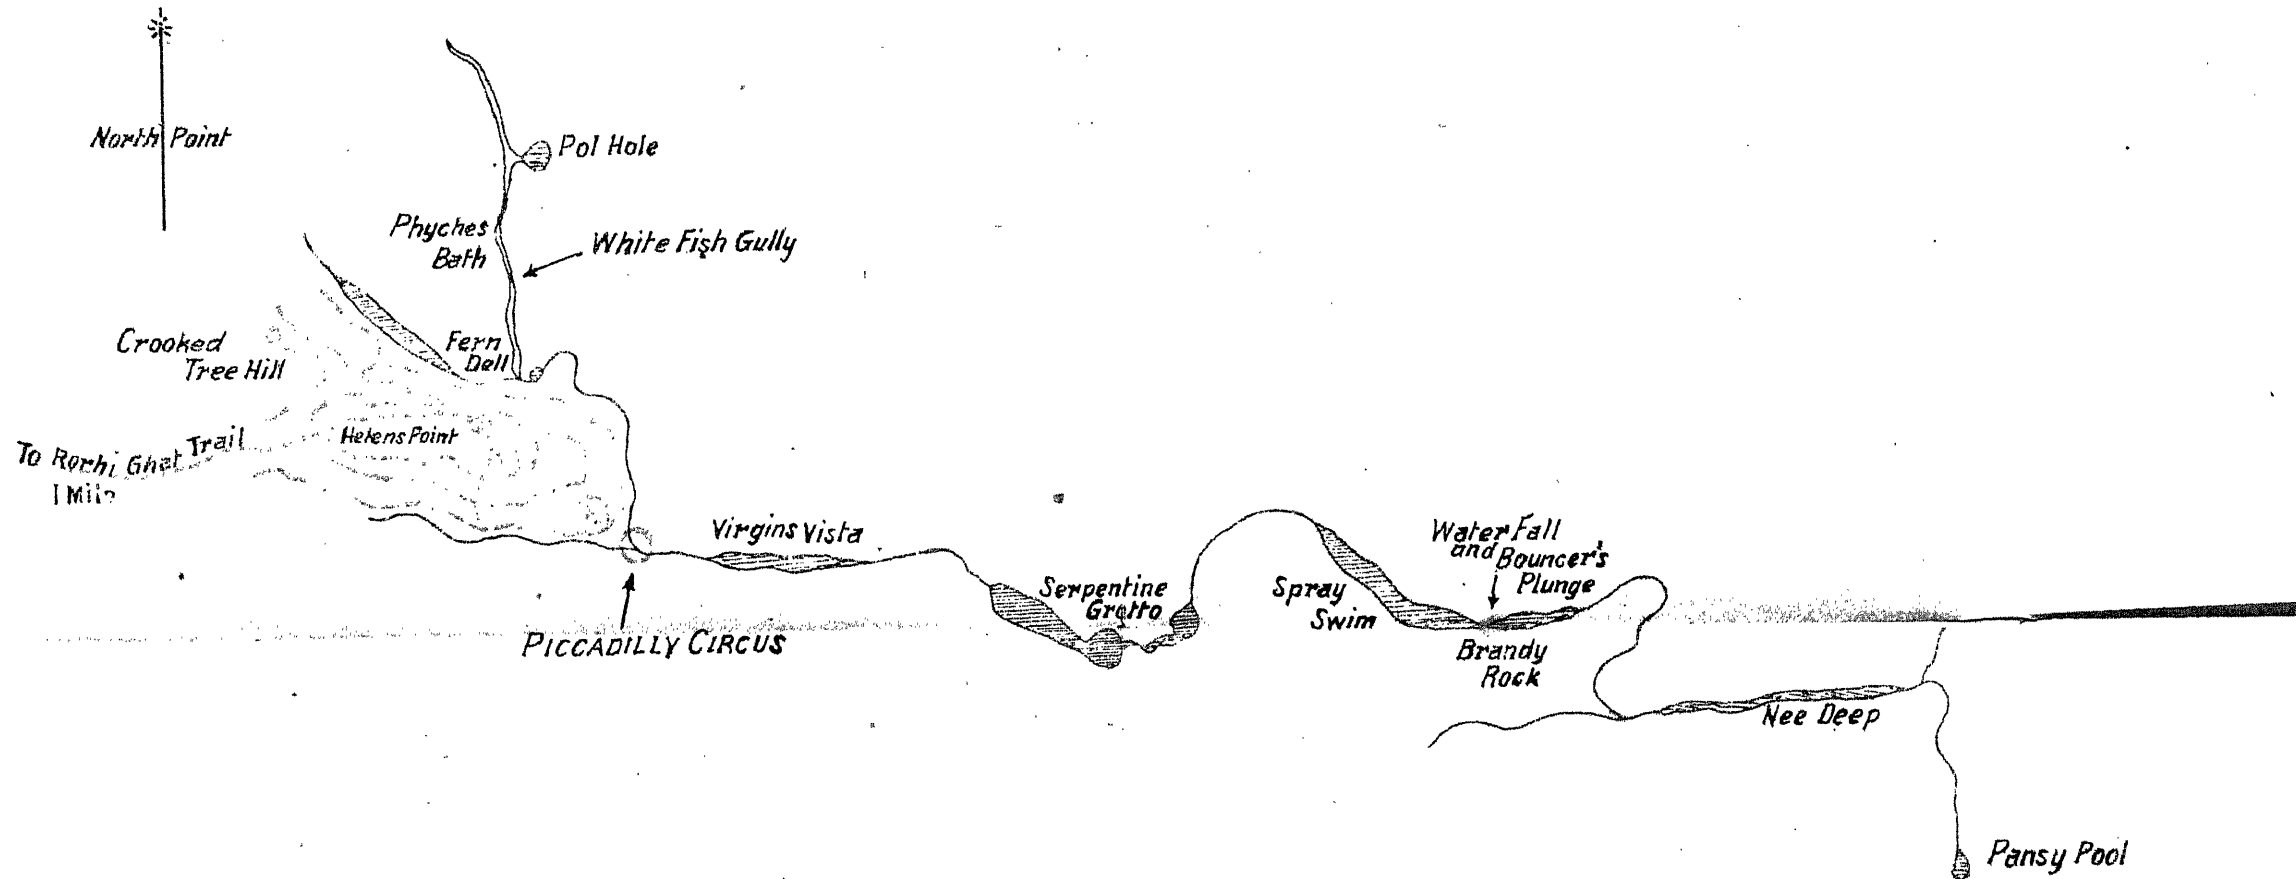 North Point
Pol Hole
Phyches
Bath
White Fish Gully
Crooked
Tree Hill
Fern
Dell
Helens Point
To Rorhi Ghat Trail
1 Mile
Virgins Vista
PICCADILLY CIRCUS
Serpentine
Grotto
Spray
Swim
Water Fall
and Bouncer's
Plunge
Brandy
Rock
Nee Deep
Pansy Pool